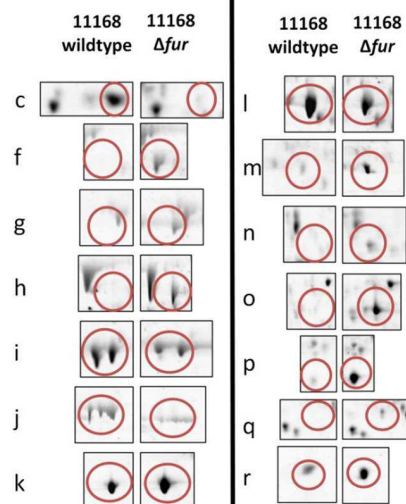 11168 wildtype
11168 Δfur
c
f
g
h
i
j
k
11168 wildtype
11168 Δfur
l
m
n
o
p
q
r